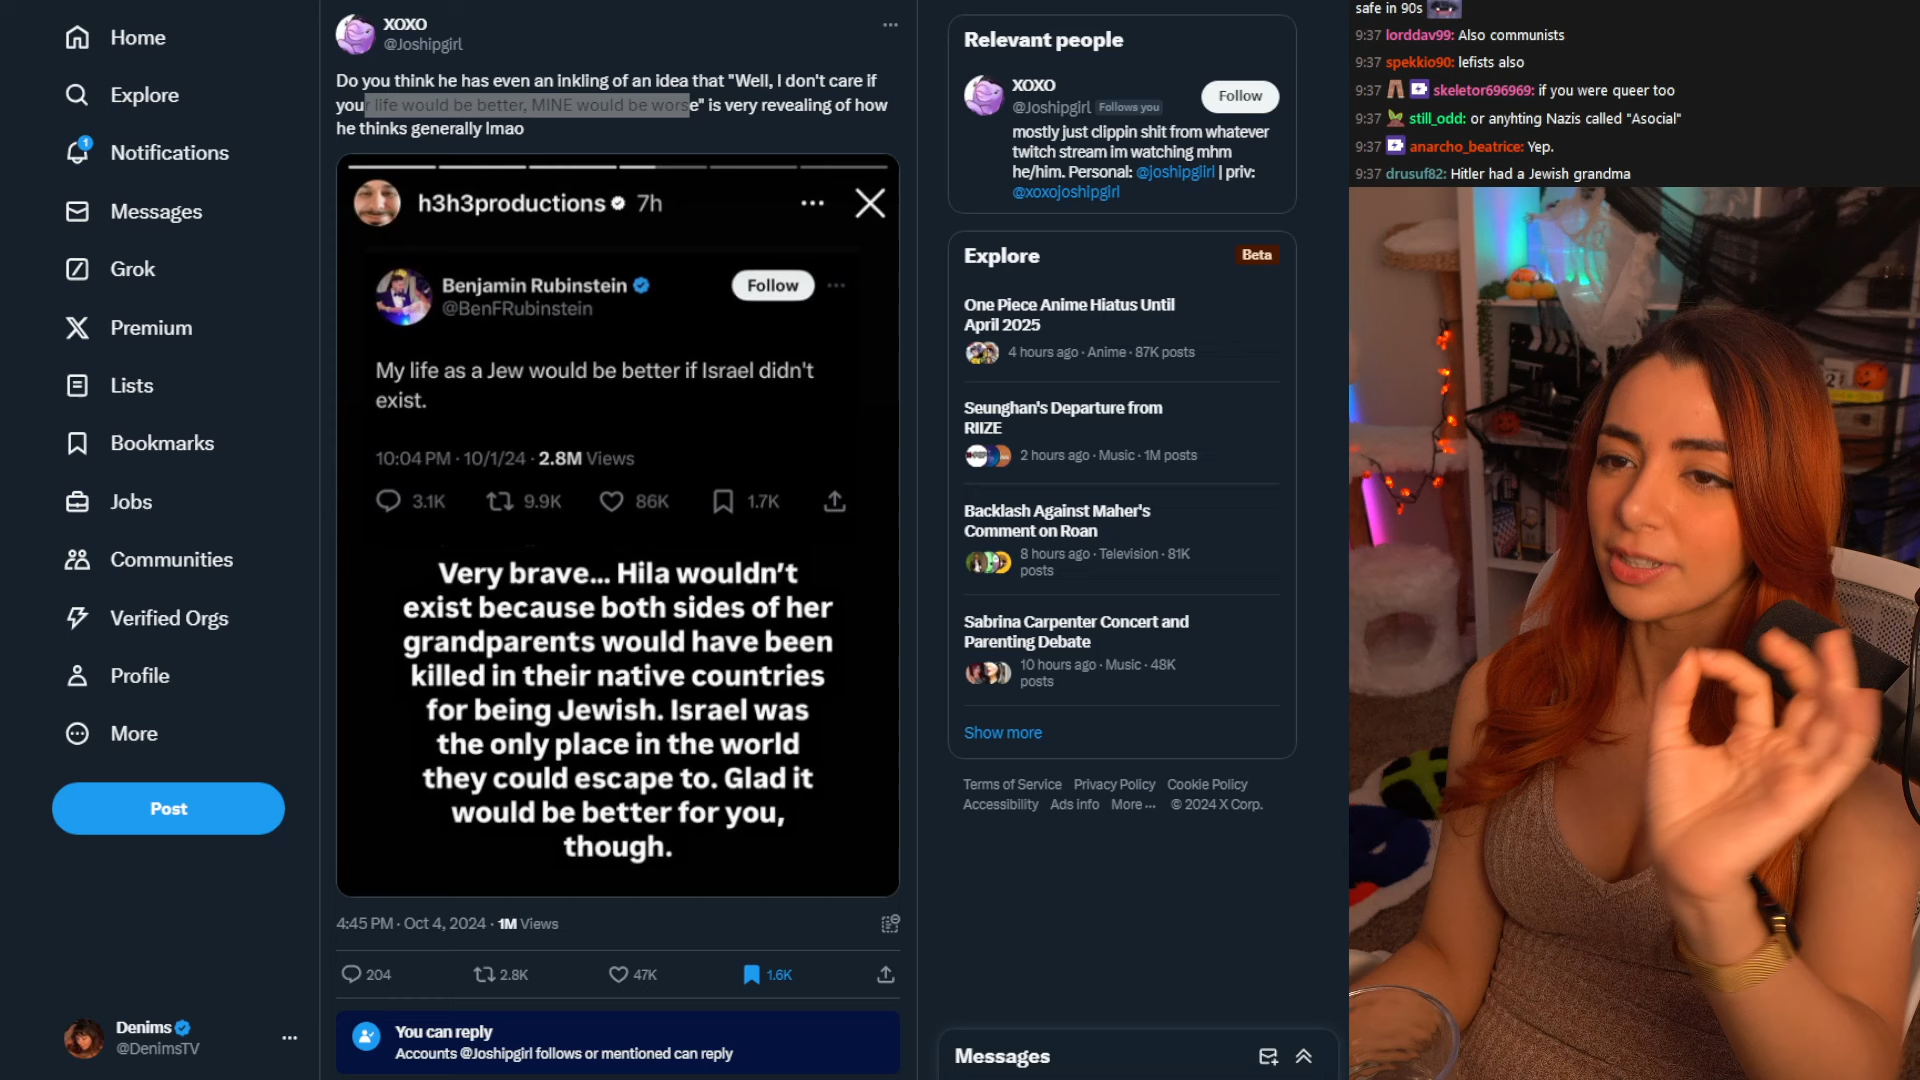 Home
Explore
1
Notifications
Messages
Grok
Premium
Lists
Bookmarks
Jobs
Communities
Verified Orgs
Profile
More
Post
Denims
@DenimsTV
XOXO
@Joshipgirl
Do you think he has even an inkling of an idea that "Well, I don't care if
your life would be better, MINE would be worse" is very revealing of how
he thinks generally lmao
h3h3productions 7h
Benjamin Rubinstein
@BenFRubinstein
Follow
My life as a Jew would be better if Israel didn't
exist.
10:04 PM · 10/1/24 · 2.8M Views
3.1K 9.9K 86K 1.7K
Very brave... Hila wouldn't
exist because both sides of her
grandparents would have been
killed in their native countries
for being Jewish. Israel was
the only place in the world
they could escape to. Glad it
would be better for you,
though.
4:45 PM · Oct 4, 2024 · 1M Views
204 2.8K 47K 1.6K
You can reply
Accounts @Joshipgirl follows or mentioned can reply
Relevant people
XOXO
@Joshipgirl Follows you
Follow
mostly just clippin shit from whatever
twitch stream im watching mhm
he/him. Personal: @joshipglirl | priv:
@xoxojoshipgirl
Explore
Beta
One Piece Anime Hiatus Until
April 2025
4 hours ago · Anime · 87K posts
Seunghan's Departure from
RIIZE
2 hours ago · Music · 1M posts
Backlash Against Maher's
Comment on Roan
8 hours ago · Television · 81K
posts
Sabrina Carpenter Concert and
Parenting Debate
10 hours ago · Music · 48K
posts
Show more
Terms of Service Privacy Policy Cookie Policy
Accessibility Ads info More ... © 2024 X Corp.
Messages
safe in 90s
9:37 lorddav99: Also communists
9:37 spekkio90: lefists also
9:37 skeletor696969: if you were queer too
9:37 still_odd: or anyhting Nazis called "Asocial"
9:37 anarcho_beatrice: Yep.
9:37 drusuf82: Hitler had a Jewish grandma